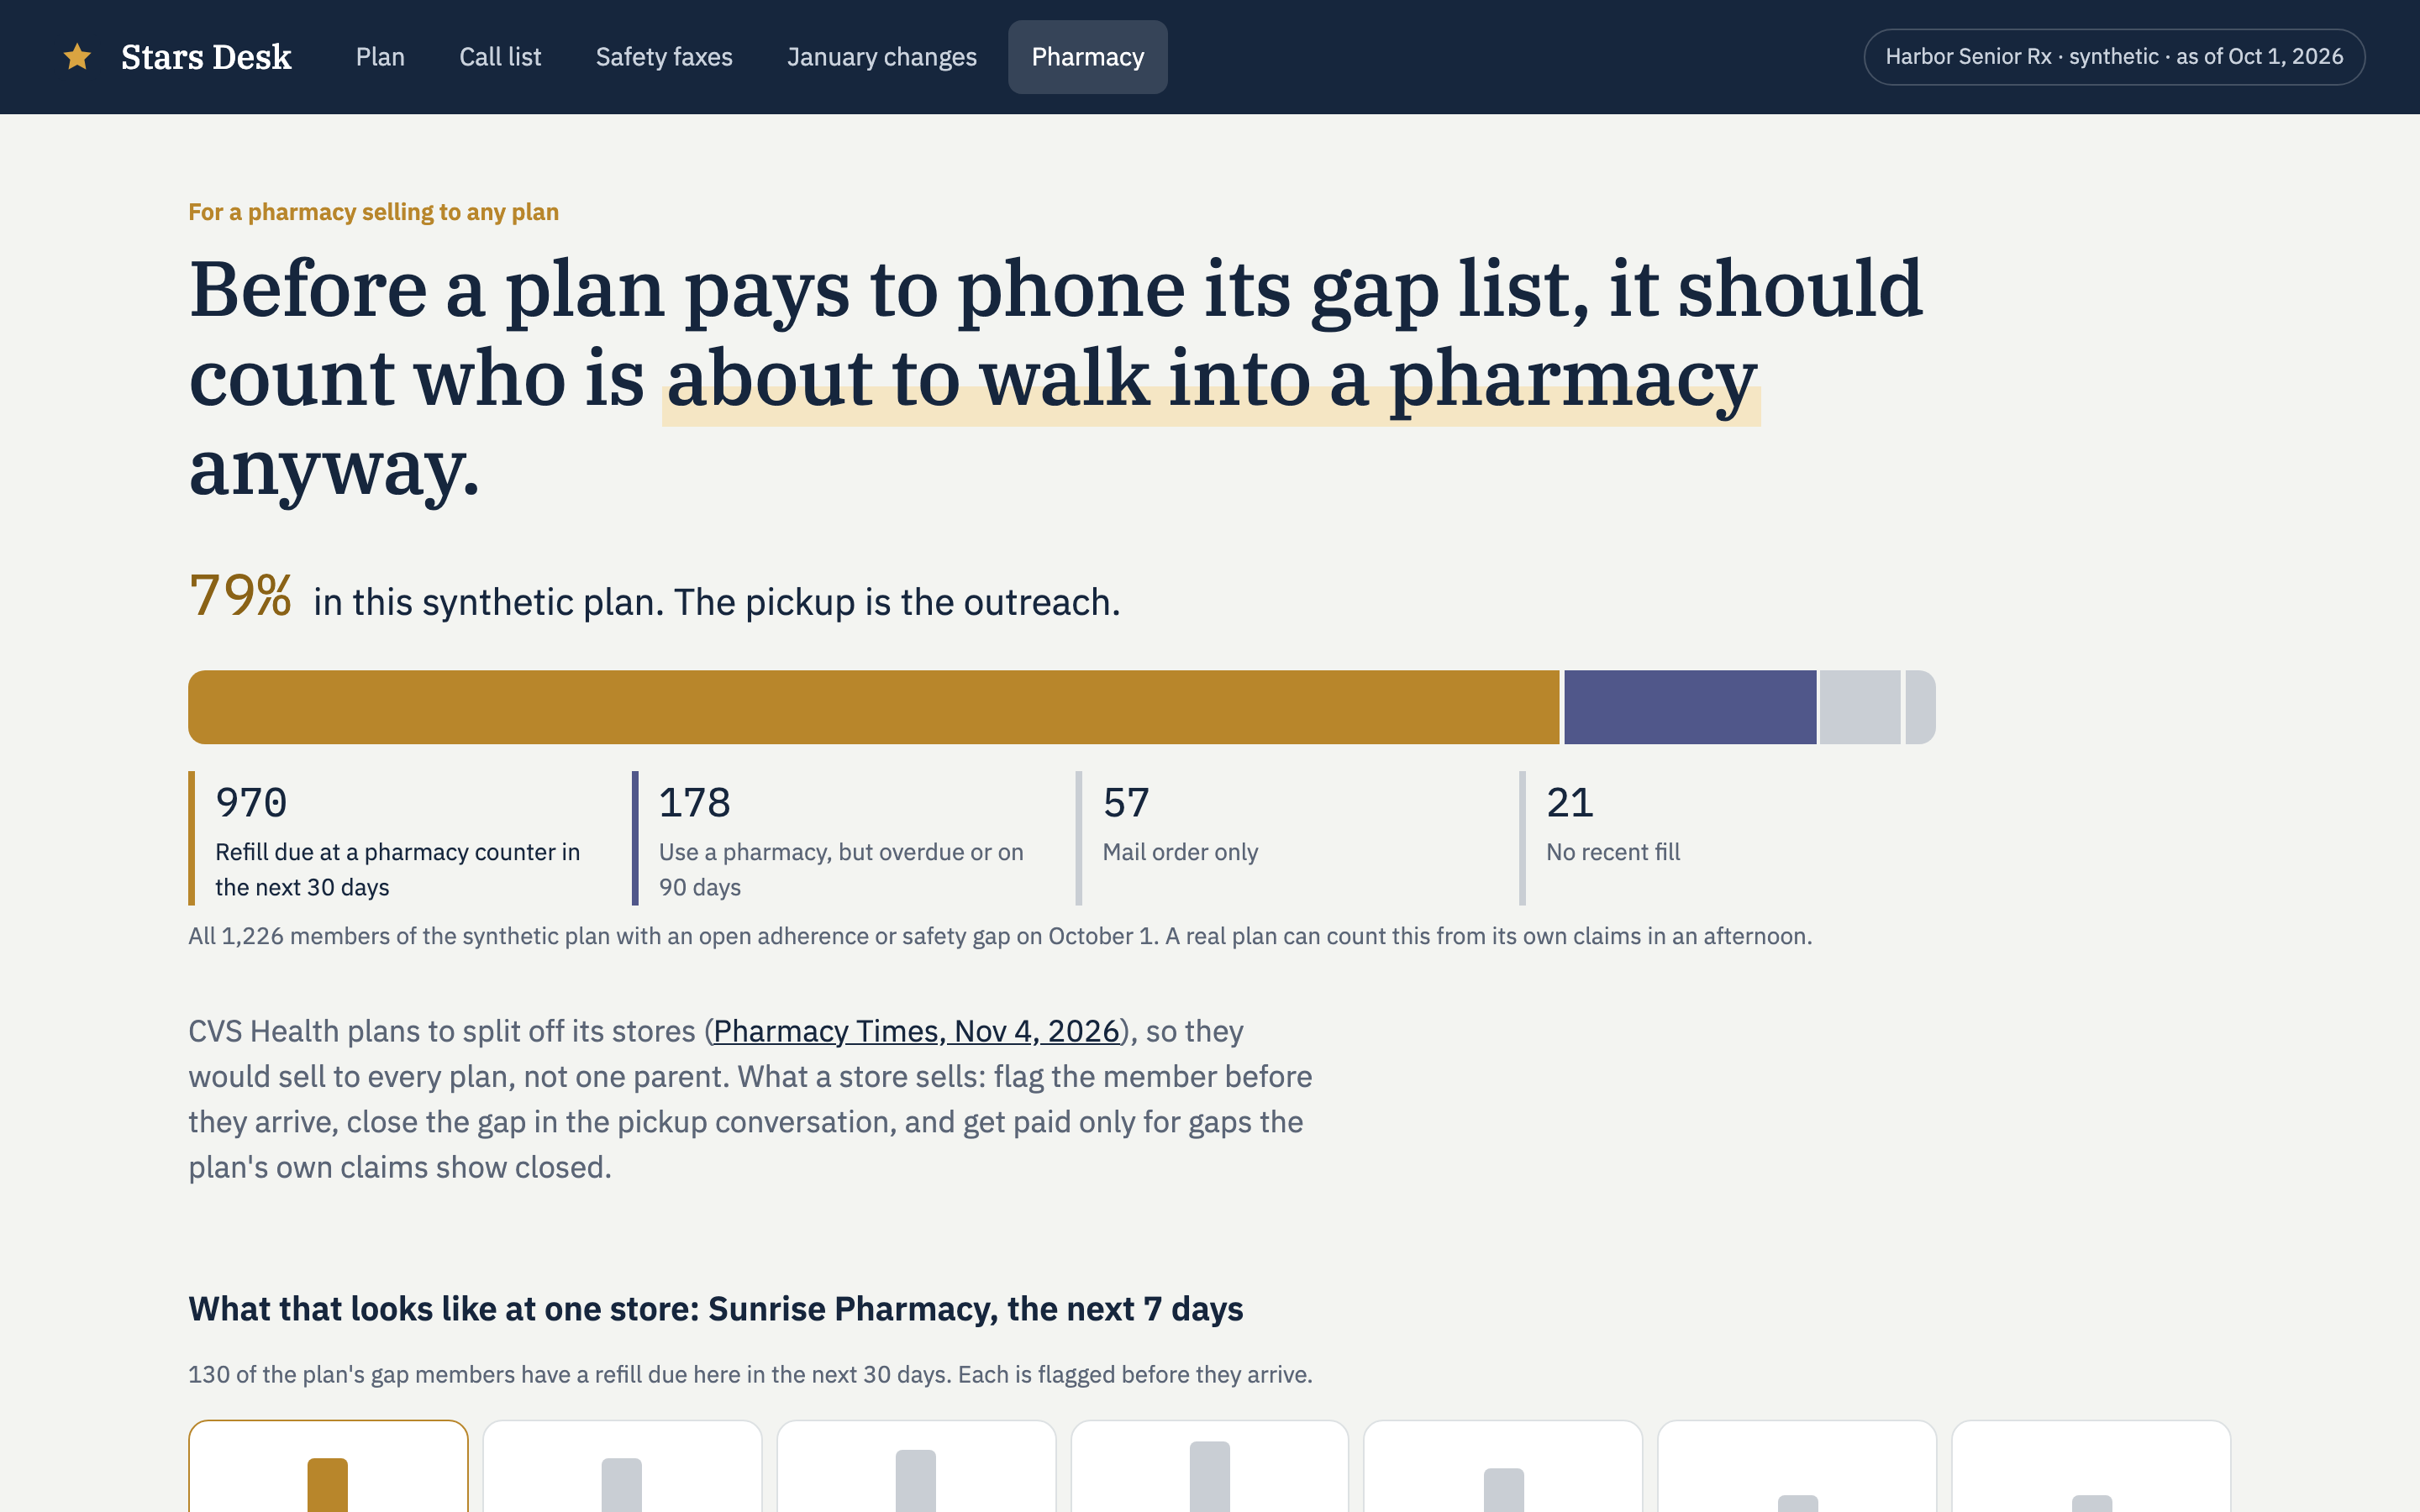 Stars Desk
Plan
Call list
Safety faxes
January changes
Pharmacy
Harbor Senior Rx · synthetic · as of Oct 1, 2026
For a pharmacy selling to any plan
Before a plan pays to phone its gap list, it should
count who is about to walk into a pharmacy
anyway.
79% in this synthetic plan. The pickup is the outreach.
970
Refill due at a pharmacy counter in
the next 30 days
178
Use a pharmacy, but overdue or on
90 days
57
Mail order only
21
No recent fill
All 1,226 members of the synthetic plan with an open adherence or safety gap on October 1. A real plan can count this from its own claims in an afternoon.
CVS Health plans to split off its stores (Pharmacy Times, Nov 4, 2026), so they
would sell to every plan, not one parent. What a store sells: flag the member before
they arrive, close the gap in the pickup conversation, and get paid only for gaps the
plan's own claims show closed.
What that looks like at one store: Sunrise Pharmacy, the next 7 days
130 of the plan's gap members have a refill due here in the next 30 days. Each is flagged before they arrive.